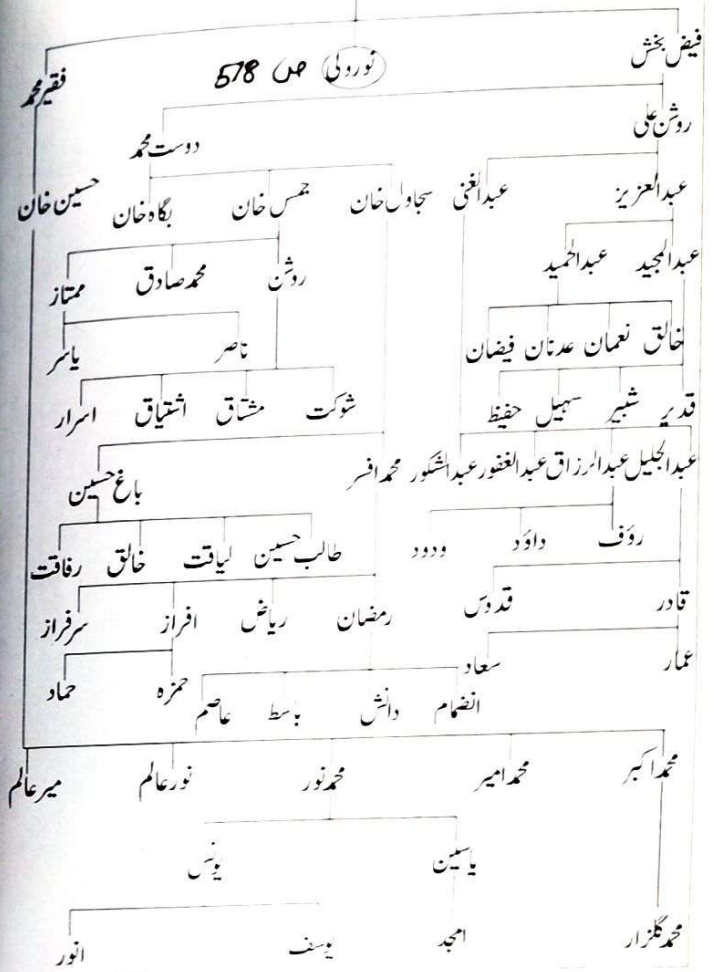 فیض بخش نوردلی ص 578 فقیر محمد
روشن علی
دوست محمد
عبدالعزیز عبدالغنی سجاول خان جمس خان بگاہ خان حسین خان
عبدالمجید عبدالحمید روشن محمد صادق ممتاز
خالق نعمان عدنان فیضان ناصر یاسر
قدیر شبیر سہیل حفیظ شوکت مشتاق اشتیاق اسرار
عبدالجلیل عبدالرزاق عبدالغفور عبدالشکور محمد افسر باغ حسین
رؤف داؤد ودود طالب حسین لیاقت خالق رفاقت
قادر قدوس رمضان ریاض افراز سرفراز
عمار سعاد حمزہ حماد
انضمام دانش باسط عاصم
محمد اکبر محمد امیر محمد نور نور عالم میر عالم
یاسین یونس
محمد گلزار امجد یوسف انور